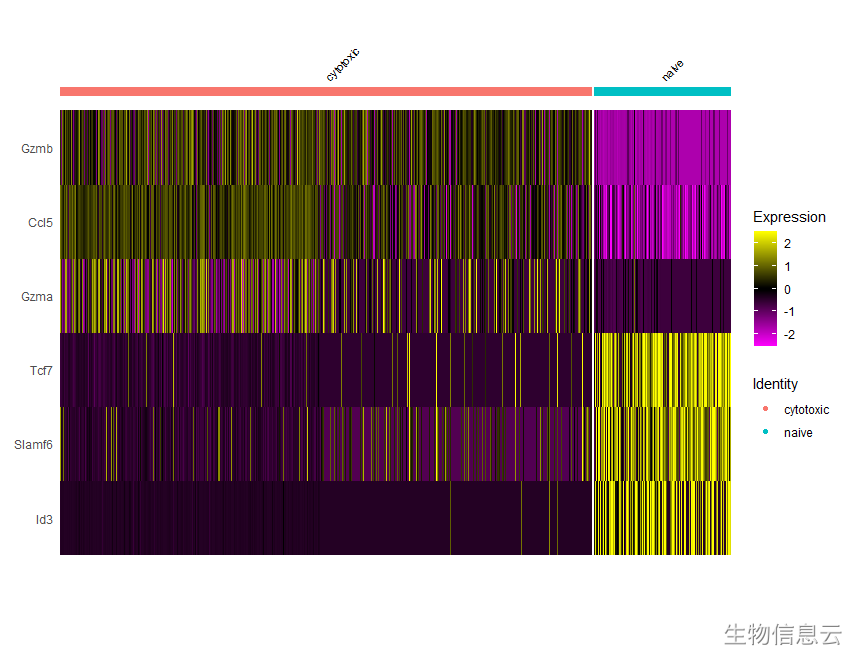 cytotoxic
naive
Gzmb
Ccl5
Gzma
Tcf7
Slamf6
Id3
Expression
2
1
0
-1
-2
Identity
cytotoxic
naive
生物信息云